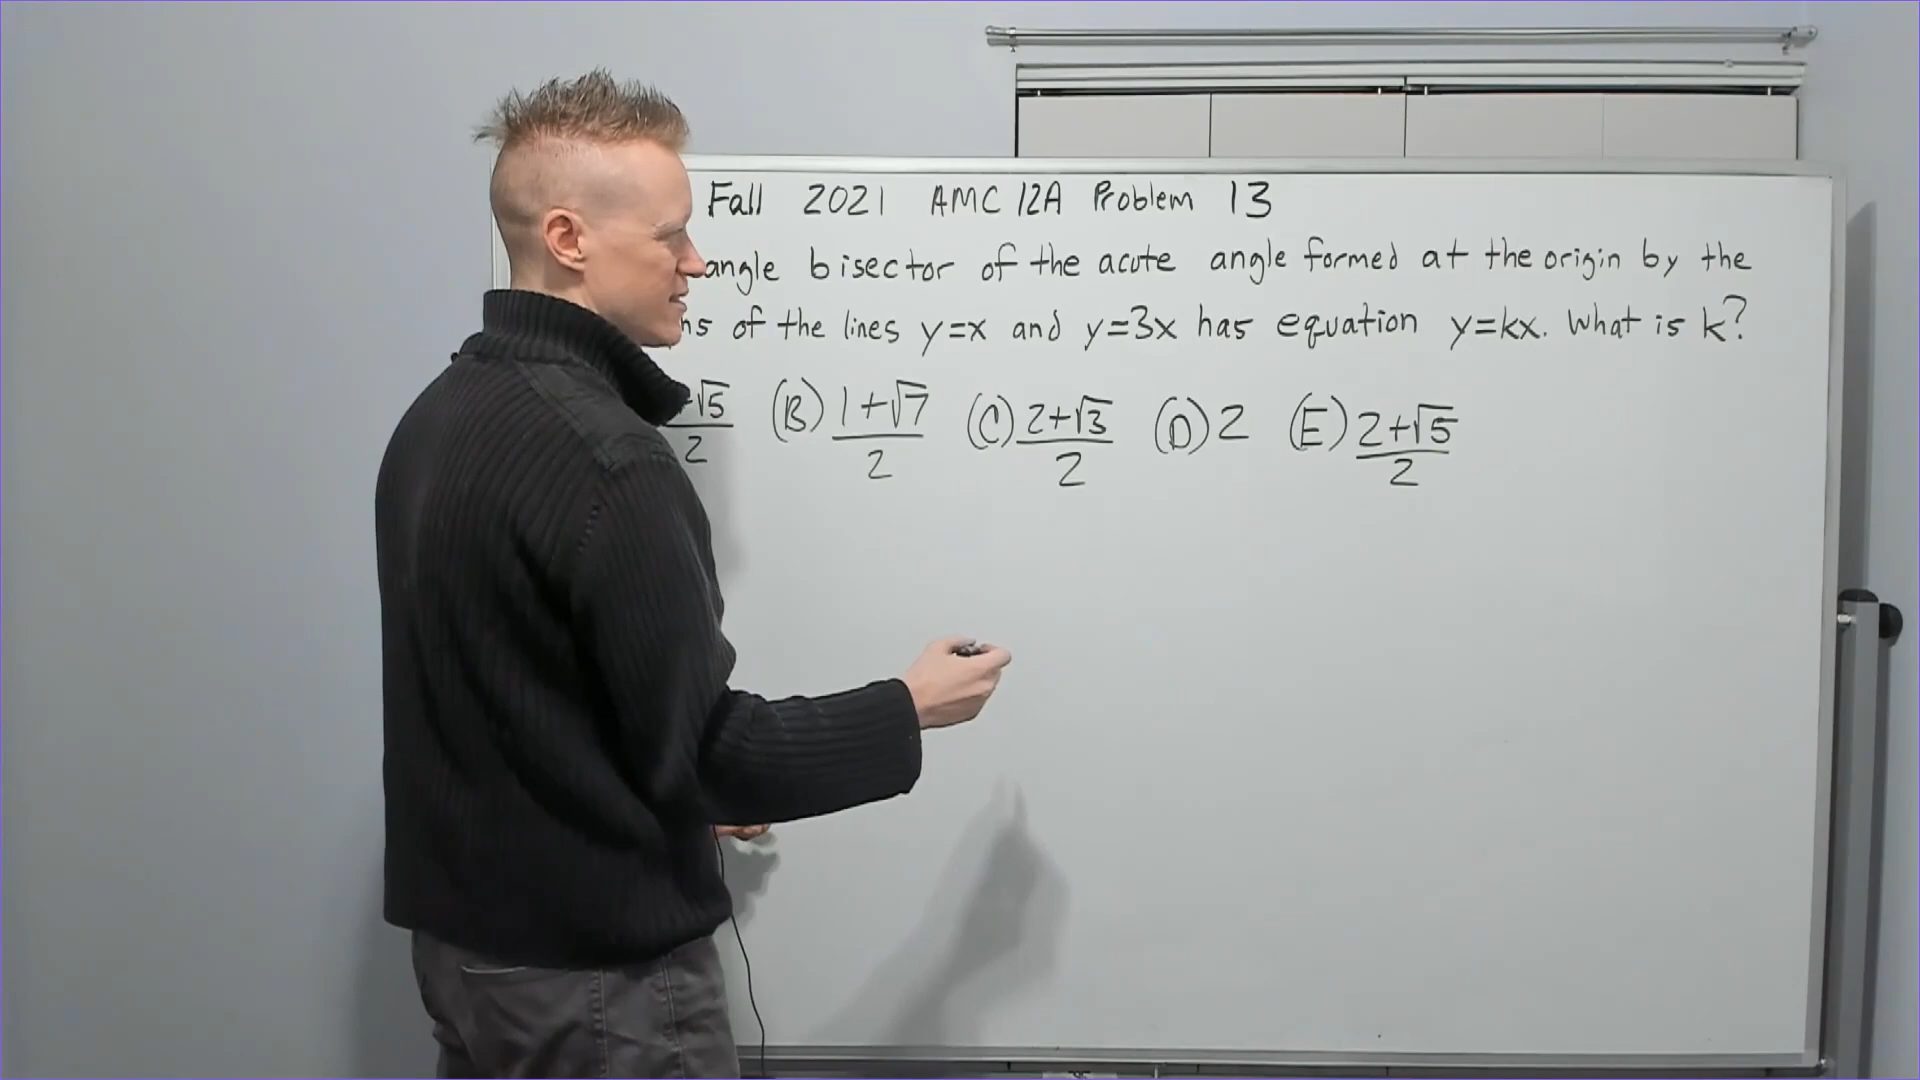 Fall 2021 AMC 12A Problem 13
angle bisector of the acute angle formed at the origin by the
of the lines y=x and y=3x has equation y=kx. What is k?
√5/2 (B) 1+√7/2 (C) 2+√3/2 (D) 2 (E) 2+√5/2